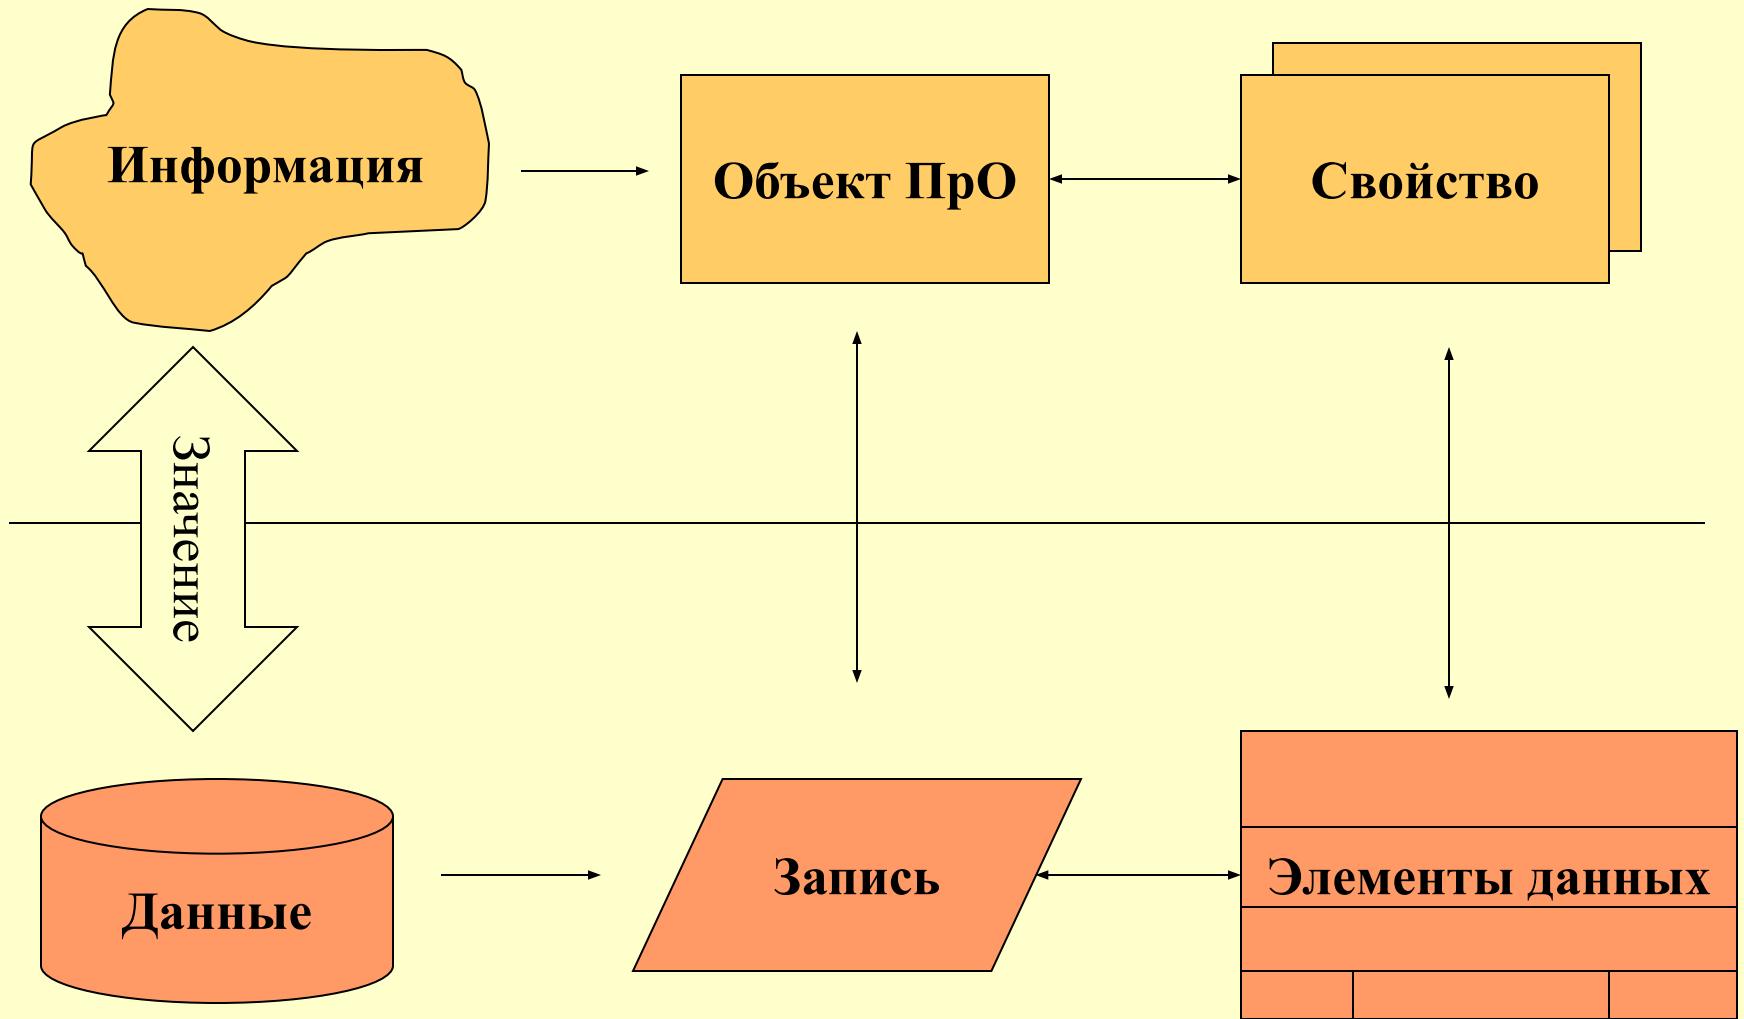 Информация
Объект ПрО
Свойство
Значение
Данные
Запись
Элементы данных